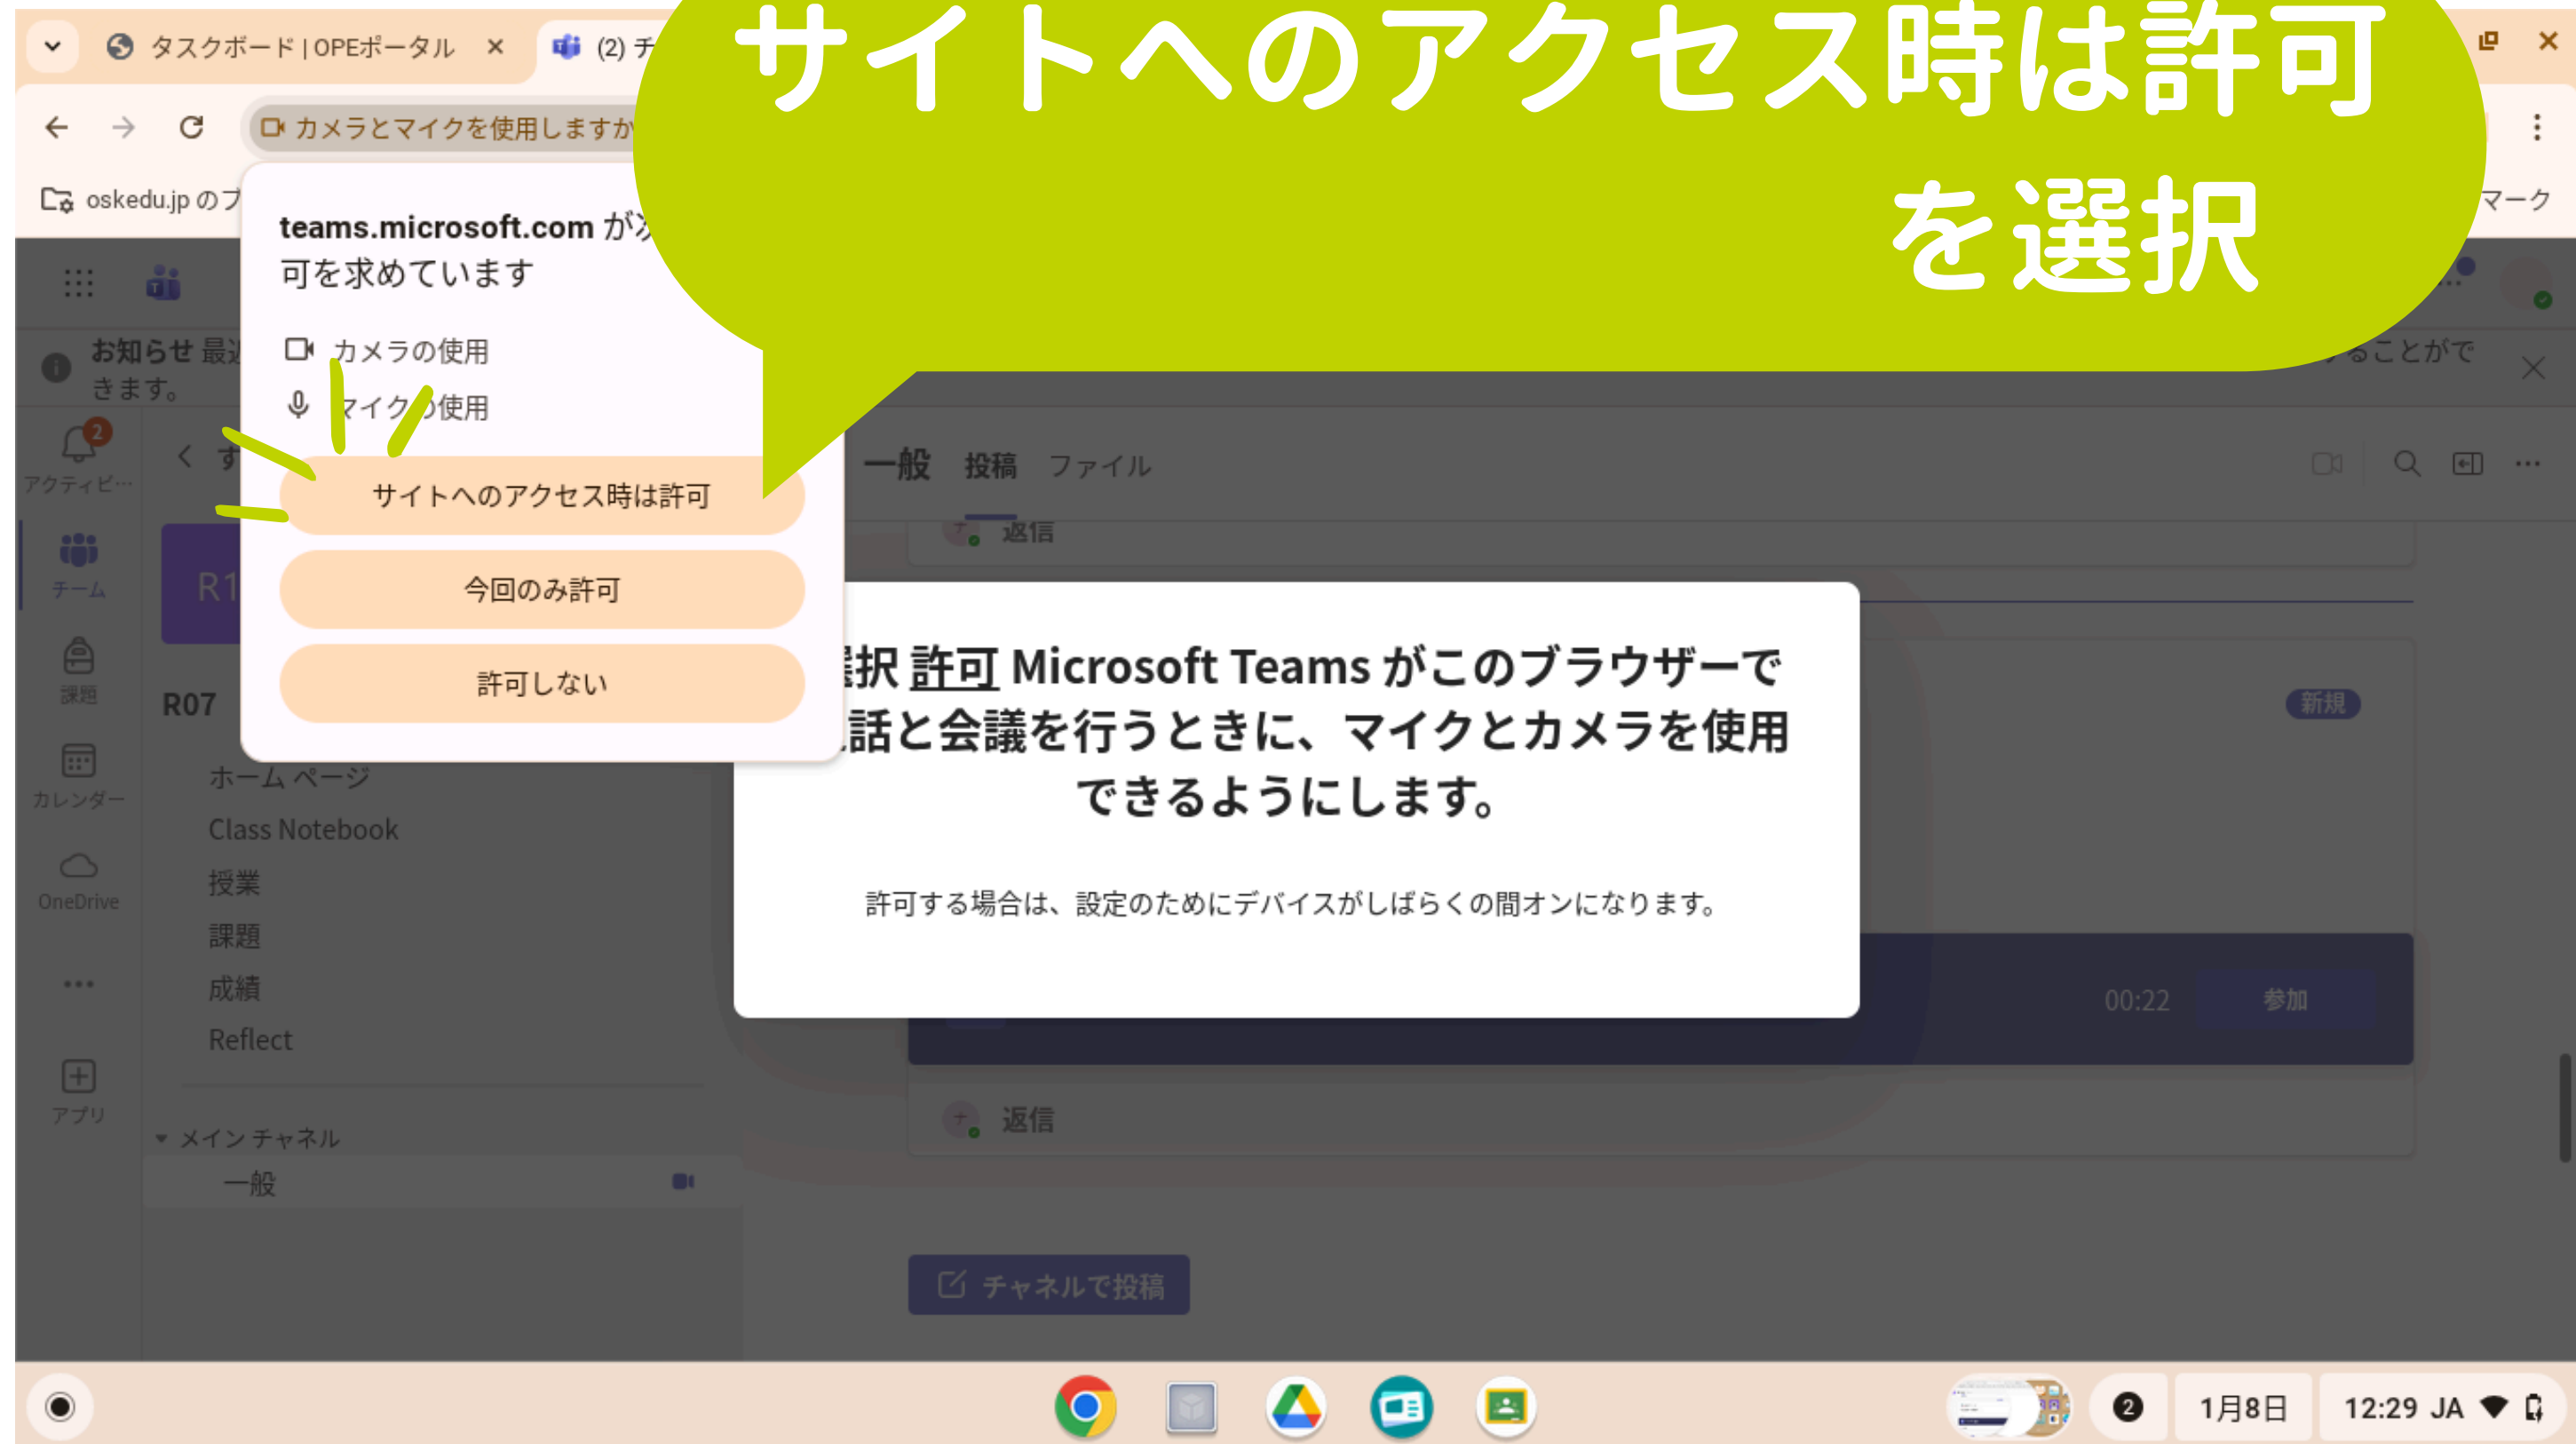 サイトへのアクセス時は許可
を選択
タスクボード | OPEポータル
(2) チ
カメラとマイクを使用しますか
oskedu.jp のブ
マーク
teams.microsoft.com が
可を求めています
カメラの使用
マイクの使用
サイトへのアクセス時は許可
今回のみ許可
許可しない
お知らせ 最近
ることがで
きます。
2
アクティビ…
す
チーム
課題
カレンダー
OneDrive
アプリ
R1
R07
ホーム ページ
Class Notebook
授業
課題
成績
Reflect
メイン チャネル
一般
一般 投稿 ファイル
返信
新規
択 許可 Microsoft Teams がこのブラウザーで
話と会議を行うときに、マイクとカメラを使用
できるようにします。
許可する場合は、設定のためにデバイスがしばらくの間オンになります。
00:22 参加
ナ 返信
チャネルで投稿
2
1月8日
12:29 JA